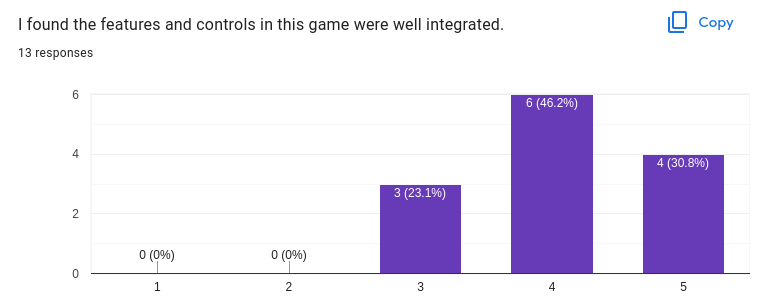 I found the features and controls in this game were well integrated.
Copy
13 responses
6
4
2
0
0 (0%)
0 (0%)
3 (23.1%)
6 (46.2%)
4 (30.8%)
1 2 3 4 5